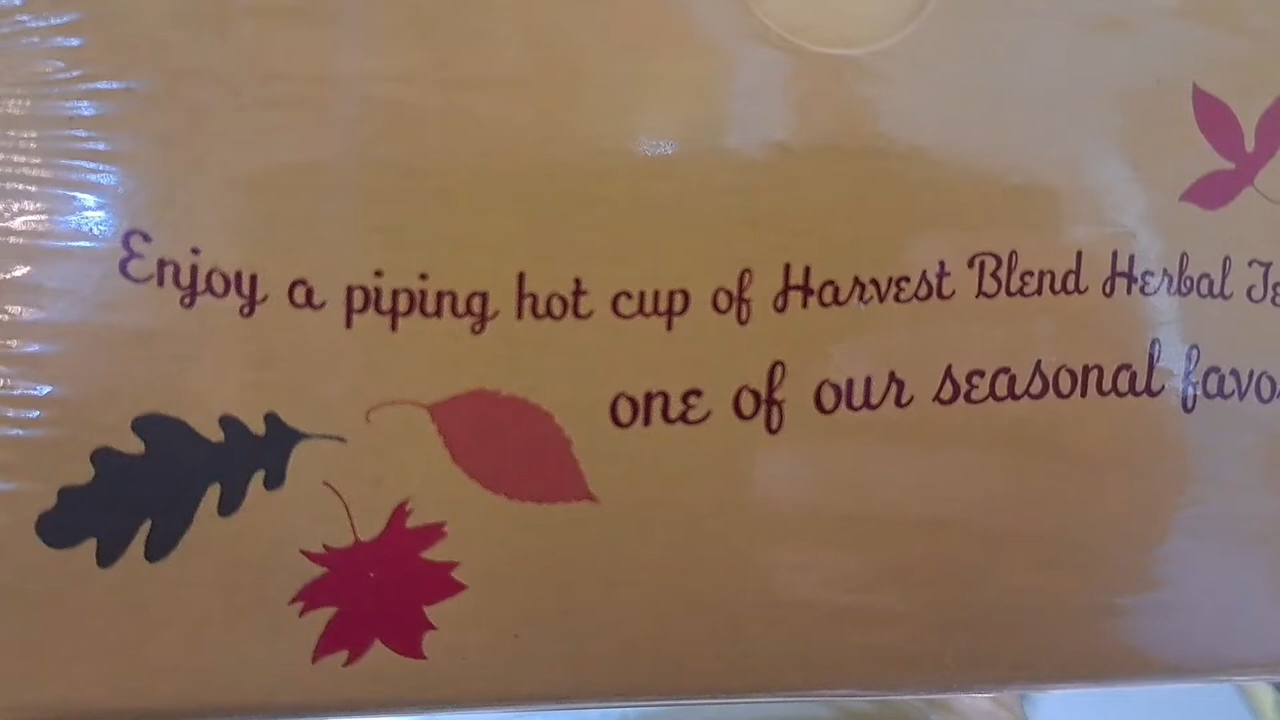 Enjoy a piping hot cup of Harvest Blend Herbal
one of our seasonal